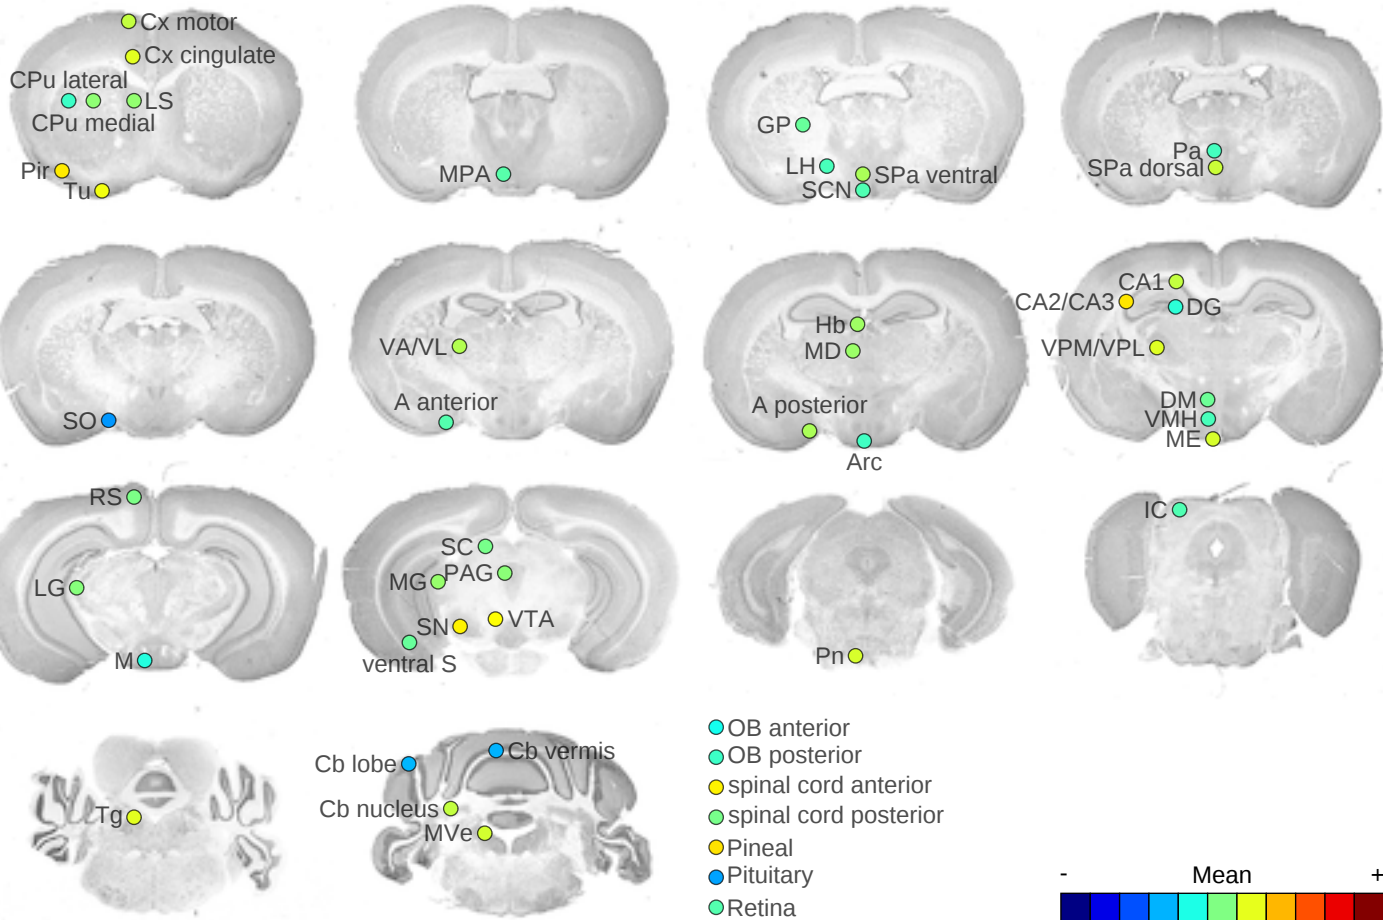 Cx motor
Cx cingulate
CPu lateral
LS
CPu medial
Pir
Tu
MPA
GP
LH
SPa ventral
SCN
Pa
SPa dorsal
SO
VA/VL
A anterior
Hb
MD
A posterior
Arc
CA1
CA2/CA3
DG
VPM/VPL
DM
VMH
ME
RS
LG
M
SC
MG
PAG
SN
VTA
ventral S
Pn
IC
Tg
Cb lobe
Cb vermis
Cb nucleus
MVe
OB anterior
OB posterior
spinal cord anterior
spinal cord posterior
Pineal
Pituitary
Retina
- Mean +